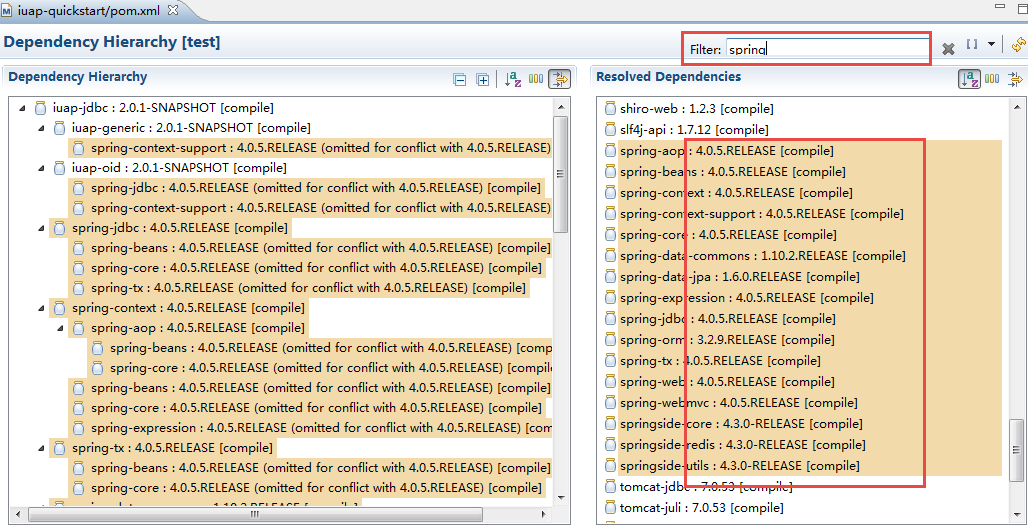 iuap-quickstart/pom.xml
Dependency Hierarchy [test]
Filter: spring
Dependency Hierarchy
iuap-jdbc : 2.0.1-SNAPSHOT [compile]
iuap-generic : 2.0.1-SNAPSHOT [compile]
spring-context-support : 4.0.5.RELEASE (omitted for conflict with 4.0.5.RELEASE)
iuap-oid : 2.0.1-SNAPSHOT [compile]
spring-jdbc : 4.0.5.RELEASE (omitted for conflict with 4.0.5.RELEASE) [compile]
spring-context-support : 4.0.5.RELEASE (omitted for conflict with 4.0.5.RELEASE)
spring-jdbc : 4.0.5.RELEASE [compile]
spring-beans : 4.0.5.RELEASE (omitted for conflict with 4.0.5.RELEASE) [compile]
spring-core : 4.0.5.RELEASE (omitted for conflict with 4.0.5.RELEASE) [compile]
spring-tx : 4.0.5.RELEASE (omitted for conflict with 4.0.5.RELEASE) [compile]
spring-context : 4.0.5.RELEASE [compile]
spring-aop : 4.0.5.RELEASE [compile]
spring-beans : 4.0.5.RELEASE (omitted for conflict with 4.0.5.RELEASE) [comp
spring-core : 4.0.5.RELEASE (omitted for conflict with 4.0.5.RELEASE) [compile
spring-beans : 4.0.5.RELEASE (omitted for conflict with 4.0.5.RELEASE) [compile]
spring-core : 4.0.5.RELEASE (omitted for conflict with 4.0.5.RELEASE) [compile]
spring-expression : 4.0.5.RELEASE (omitted for conflict with 4.0.5.RELEASE) [com
spring-tx : 4.0.5.RELEASE [compile]
spring-beans : 4.0.5.RELEASE (omitted for conflict with 4.0.5.RELEASE) [compile]
spring-core : 4.0.5.RELEASE (omitted for conflict with 4.0.5.RELEASE) [compile]
Resolved Dependencies
shiro-web : 1.2.3 [compile]
slf4j-api : 1.7.12 [compile]
spring-aop : 4.0.5.RELEASE [compile]
spring-beans : 4.0.5.RELEASE [compile]
spring-context : 4.0.5.RELEASE [compile]
spring-context-support : 4.0.5.RELEASE [compile]
spring-core : 4.0.5.RELEASE [compile]
spring-data-commons : 1.10.2.RELEASE [compile]
spring-data-jpa : 1.6.0.RELEASE [compile]
spring-expression : 4.0.5.RELEASE [compile]
spring-jdbc : 4.0.5.RELEASE [compile]
spring-orm : 3.2.9.RELEASE [compile]
spring-tx : 4.0.5.RELEASE [compile]
spring-web : 4.0.5.RELEASE [compile]
spring-webmvc : 4.0.5.RELEASE [compile]
springside-core : 4.3.0-RELEASE [compile]
springside-redis : 4.3.0-RELEASE [compile]
springside-utils : 4.3.0-RELEASE [compile]
tomcat-jdbc : 7.0.53 [compile]
tomcat-juli : 7.0.53 [compile]